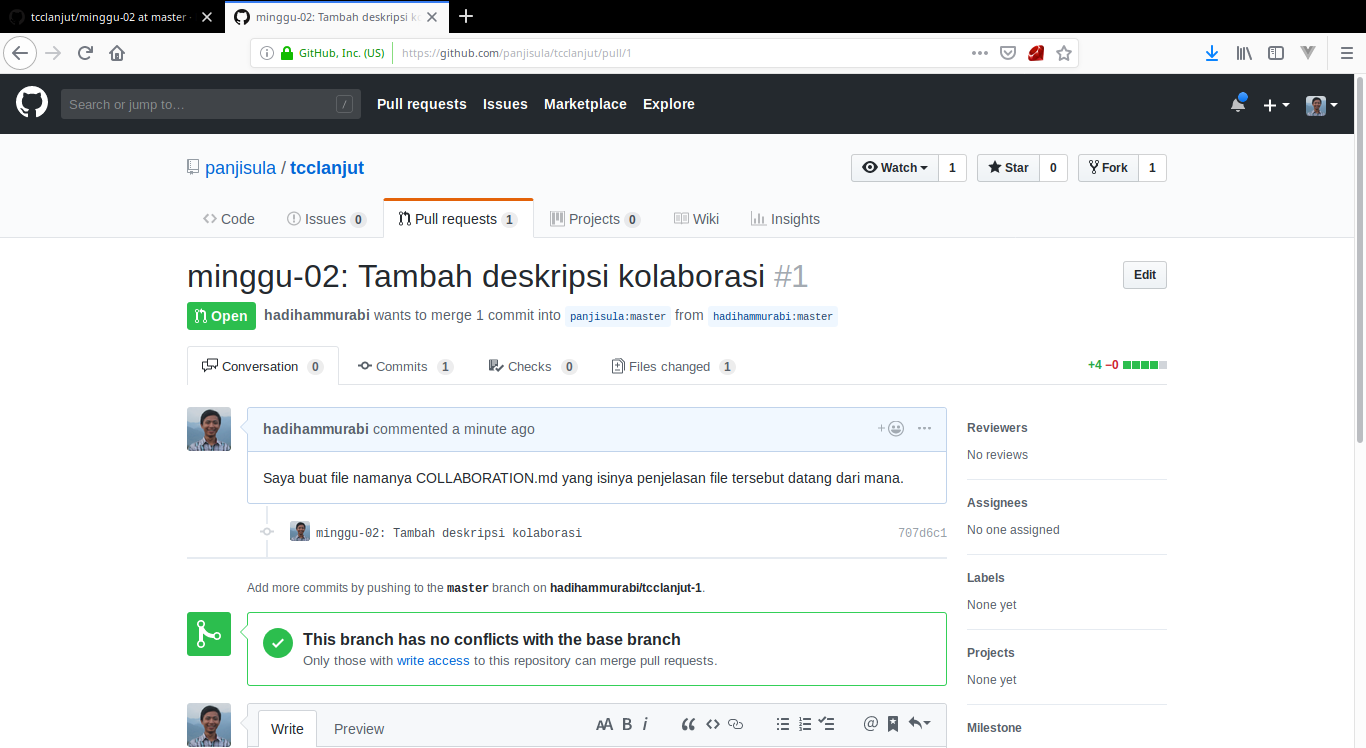 tcclanjut/minggu-02 at master
minggu-02: Tambah deskripsi ko
GitHub, Inc. (US) https://github.com/panjisula/tcclanjut/pull/1
Search or jump to… / Pull requests Issues Marketplace Explore
panjisula / tcclanjut Watch 1 Star 0 Fork 1
Code Issues 0 Pull requests 1 Projects 0 Wiki Insights
minggu-02: Tambah deskripsi kolaborasi #1 Edit
Open hadihammurabi wants to merge 1 commit into panjisula:master from hadihammurabi:master
Conversation 0 Commits 1 Checks 0 Files changed 1 +4 −0
hadihammurabi commented a minute ago
Saya buat file namanya COLLABORATION.md yang isinya penjelasan file tersebut datang dari mana.
minggu-02: Tambah deskripsi kolaborasi 707d6c1
Add more commits by pushing to the master branch on hadihammurabi/tcclanjut-1.
This branch has no conflicts with the base branch
Only those with write access to this repository can merge pull requests.
Write Preview AA B i
Reviewers
No reviews
Assignees
No one assigned
Labels
None yet
Projects
None yet
Milestone